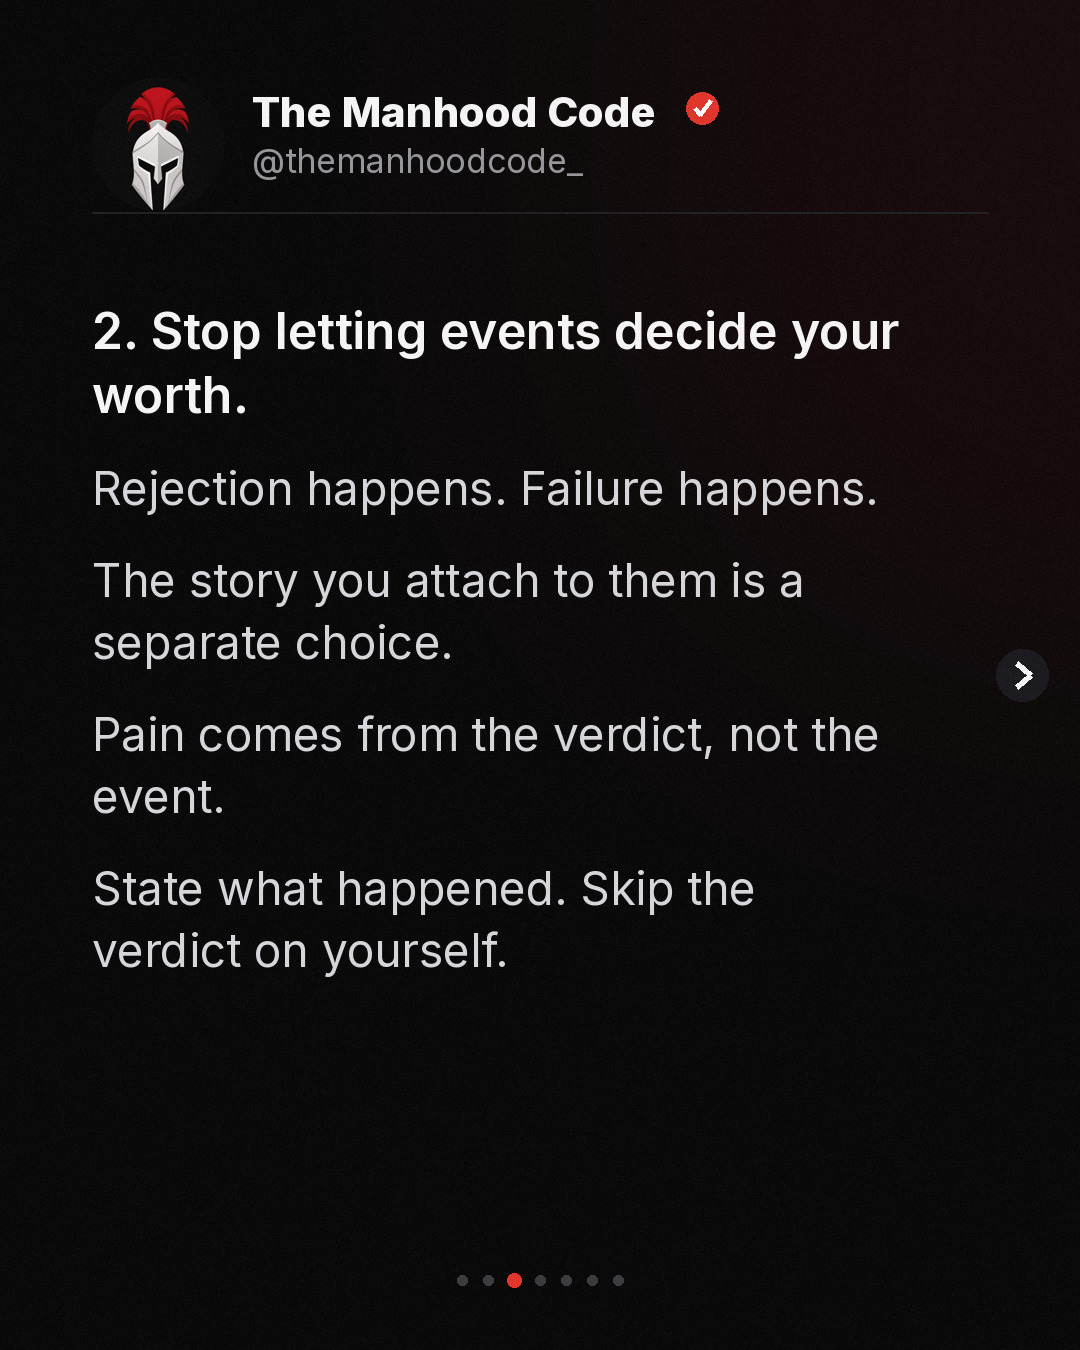 The Manhood Code
@themanhoodcode_
2. Stop letting events decide your
worth.
Rejection happens. Failure happens.
The story you attach to them is a
separate choice.
Pain comes from the verdict, not the
event.
State what happened. Skip the
verdict on yourself.